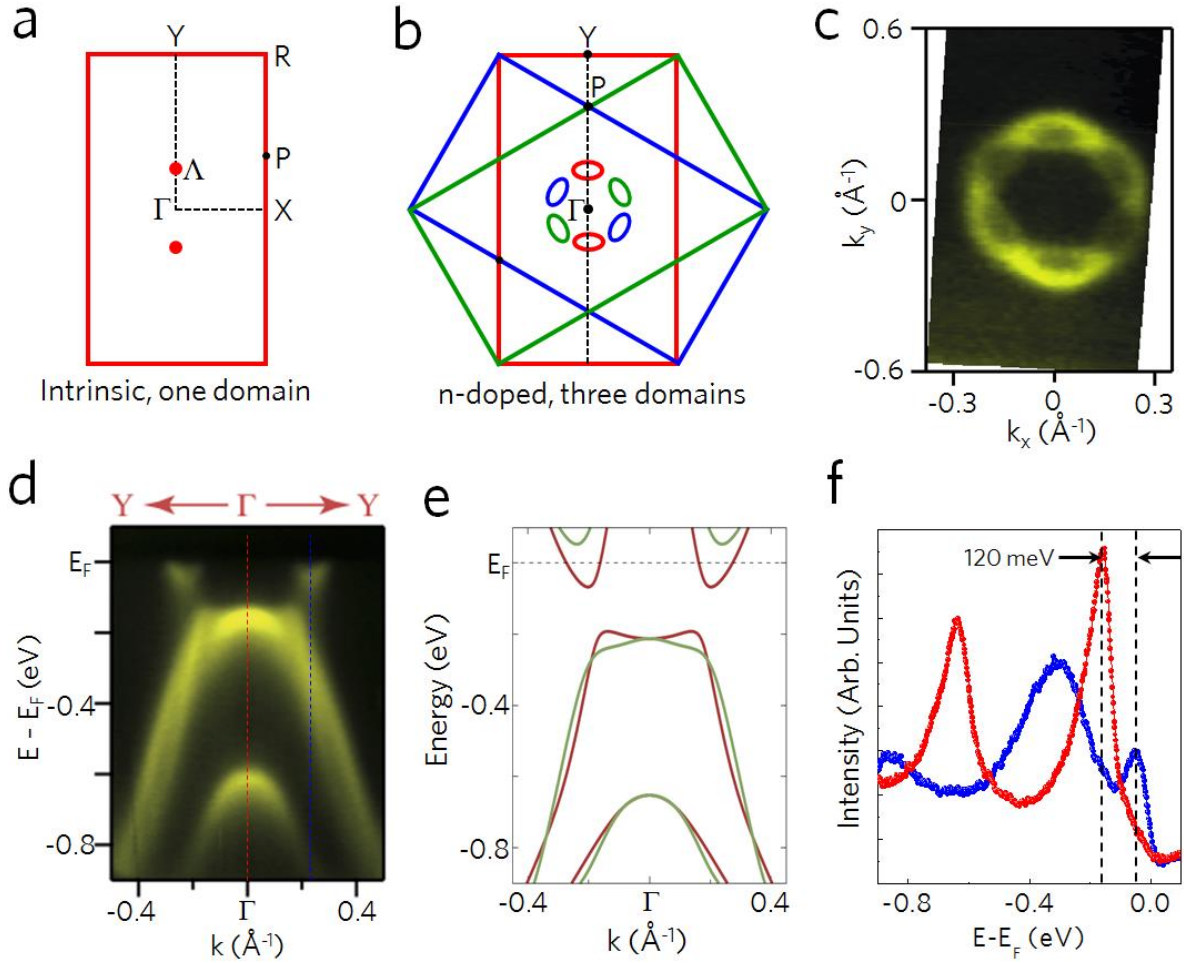 a
Y
R
Λ
P
Γ
X
Intrinsic, one domain
b
Y
P
Γ
n-doped, three domains
c
0.6
0
-0.6
k_y (Å⁻¹)
-0.3
0
0.3
k_x (Å⁻¹)
d
Y Γ Y
E_F
-0.4
-0.8
E - E_F (eV)
-0.4
Γ
0.4
k (Å⁻¹)
e
E_F
-0.4
-0.8
Energy (eV)
-0.4
Γ
0.4
k (Å⁻¹)
f
120 meV
Intensity (Arb. Units)
-0.8
-0.4
0.0
E-E_F (eV)